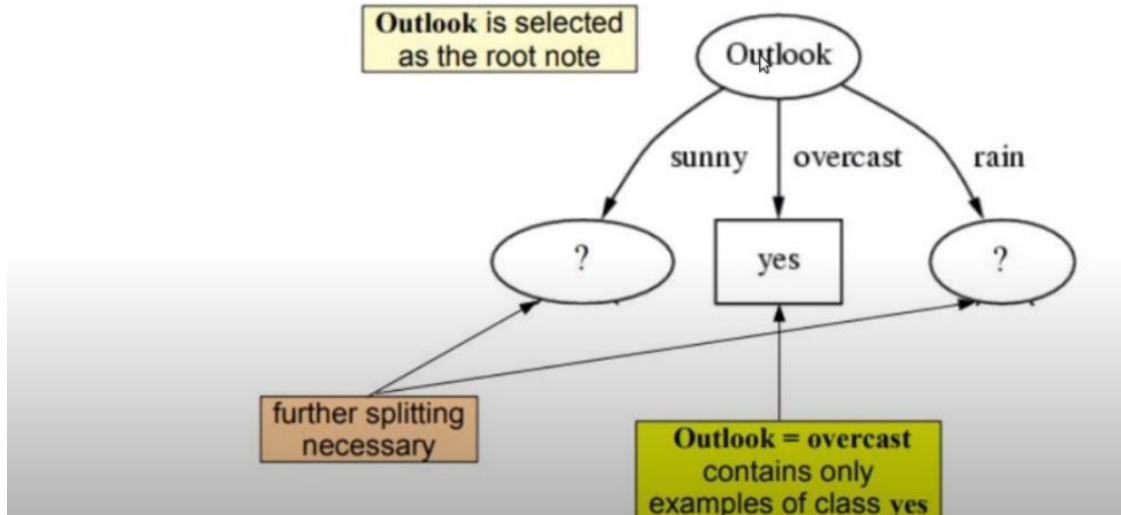 Outlook is selected
as the root note
Outlook
sunny
overcast
rain
?
yes
?
further splitting
necessary
Outlook = overcast
contains only
examples of class yes